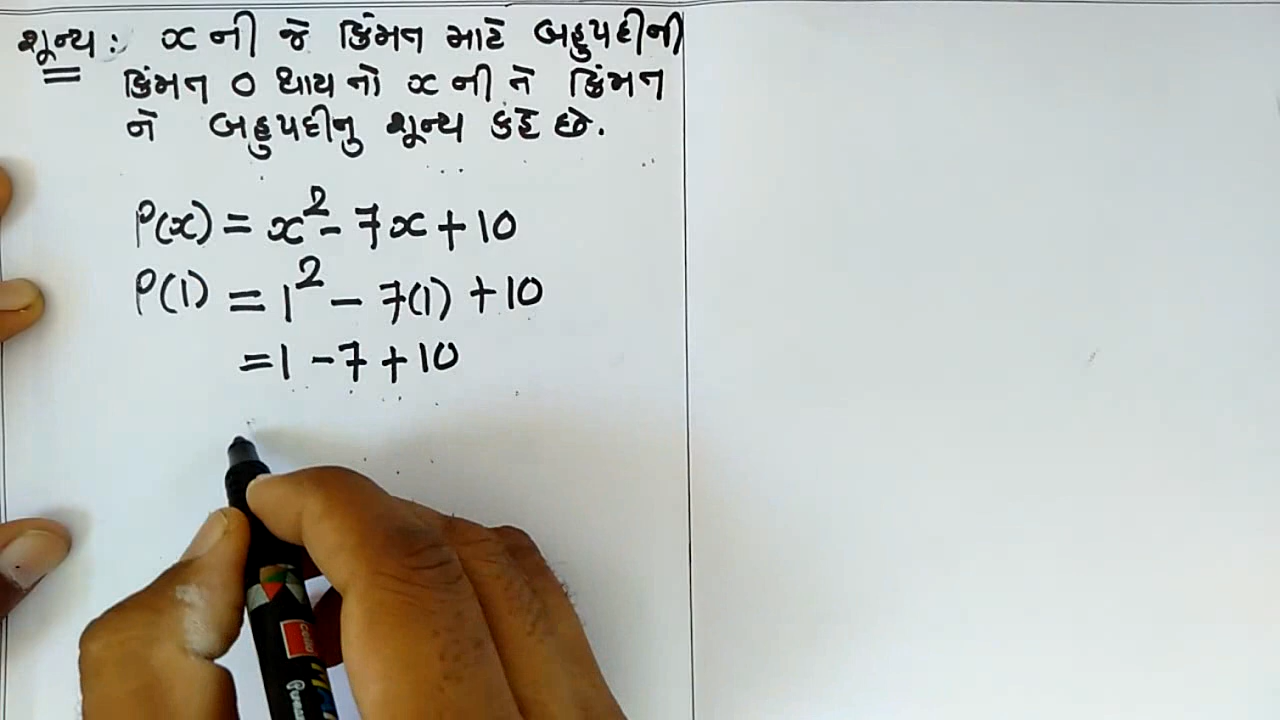 શૂન્ય: x ની જે કિંમત માટે બહુપદીની
કિંમત 0 થાય તો x ની તે કિંમત
ને બહુપદીનુ શૂન્ય કહે છે.
P(x) = x² - 7x + 10
P(1) = 1² - 7(1) + 10
= 1 - 7 + 10
cello